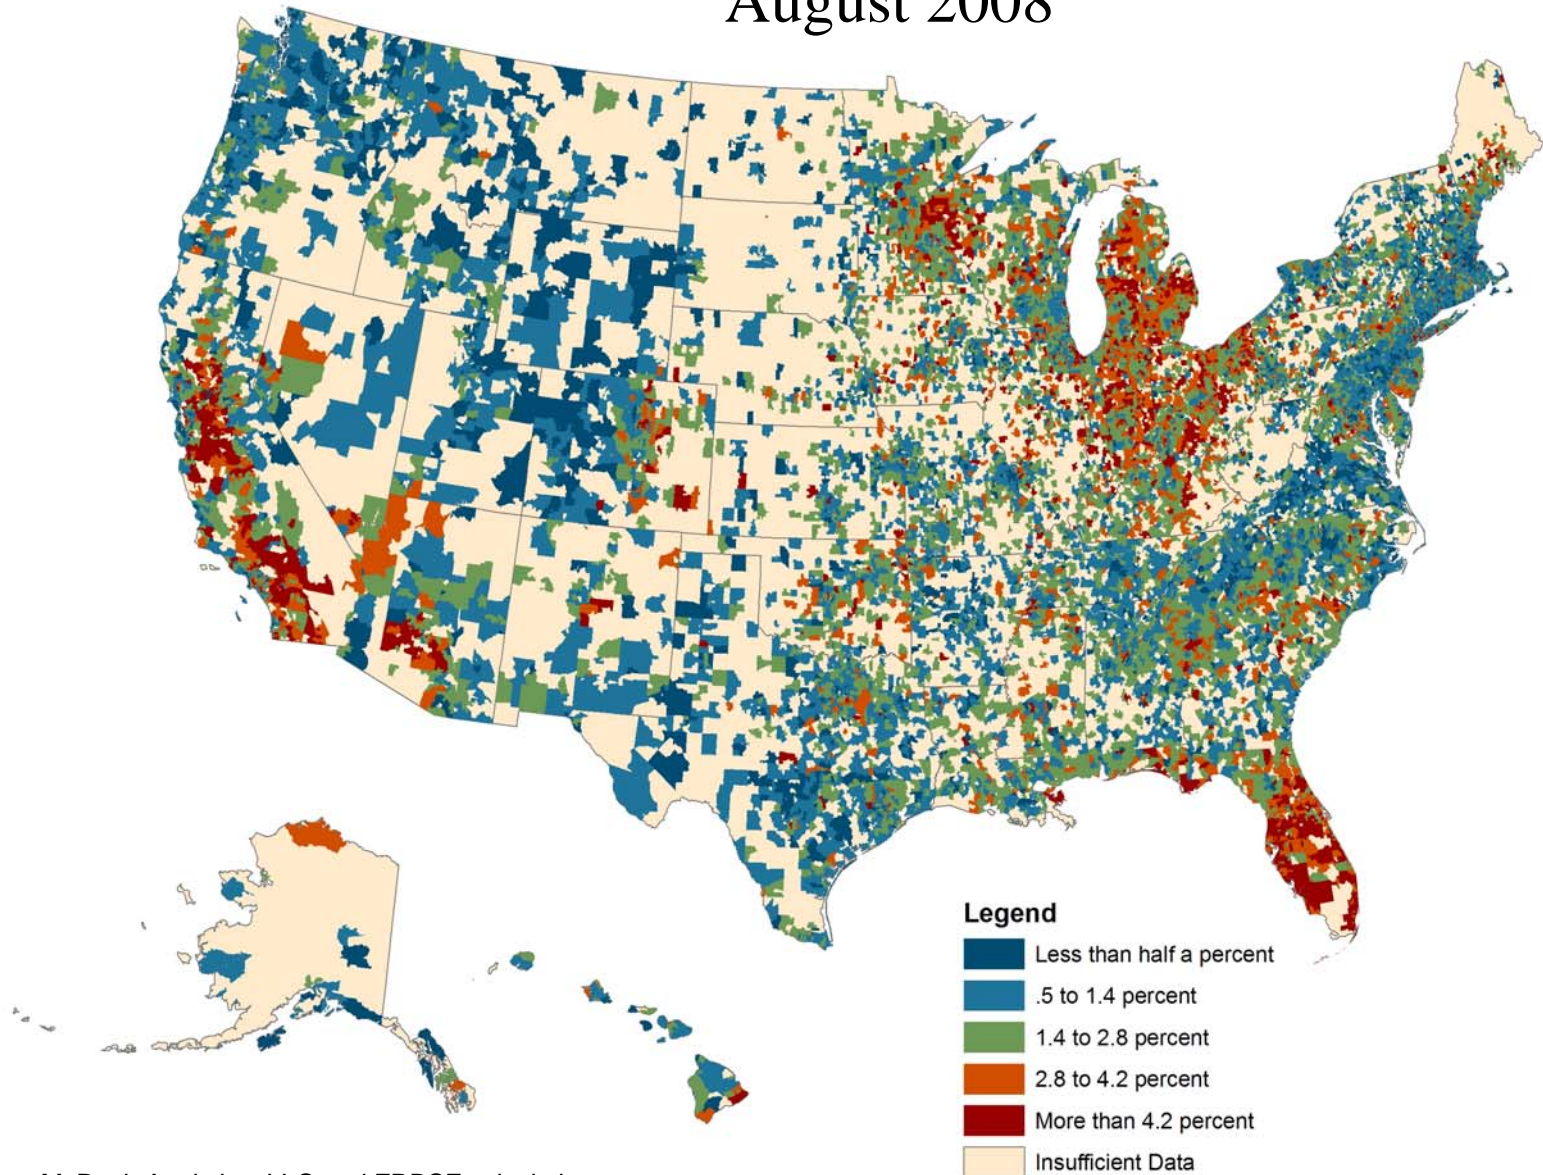 August 2008
Legend
Less than half a percent
.5 to 1.4 percent
1.4 to 2.8 percent
2.8 to 4.2 percent
More than 4.2 percent
Insufficient Data